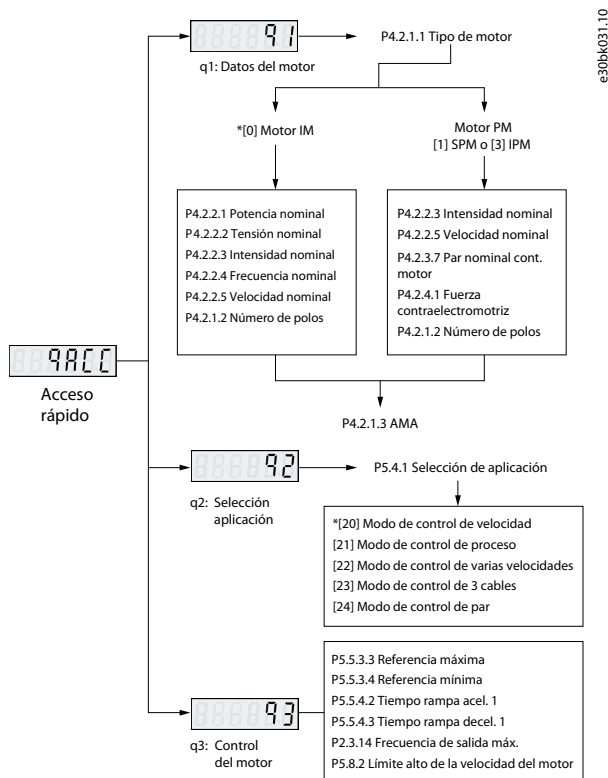 e30bk031.10
q1
P4.2.1.1 Tipo de motor
q1: Datos del motor
*[0] Motor IM
Motor PM
[1] SPM o [3] IPM
P4.2.2.1 Potencia nominal
P4.2.2.2 Tensión nominal
P4.2.2.3 Intensidad nominal
P4.2.2.4 Frecuencia nominal
P4.2.2.5 Velocidad nominal
P4.2.1.2 Número de polos
P4.2.2.3 Intensidad nominal
P4.2.2.5 Velocidad nominal
P4.2.3.7 Par nominal cont.
motor
P4.2.4.1 Fuerza
contraelectromotriz
P4.2.1.2 Número de polos
qACC
Acceso
rápido
P4.2.1.3 AMA
q2
P5.4.1 Selección de aplicación
q2: Selección
aplicación
*[20] Modo de control de velocidad
[21] Modo de control de proceso
[22] Modo de control de varias velocidades
[23] Modo de control de 3 cables
[24] Modo de control de par
q3
q3: Control
del motor
P5.5.3.3 Referencia máxima
P5.5.3.4 Referencia mínima
P5.5.4.2 Tiempo rampa acel. 1
P5.5.4.3 Tiempo rampa decel. 1
P2.3.14 Frecuencia de salida máx.
P5.8.2 Límite alto de la velocidad del motor